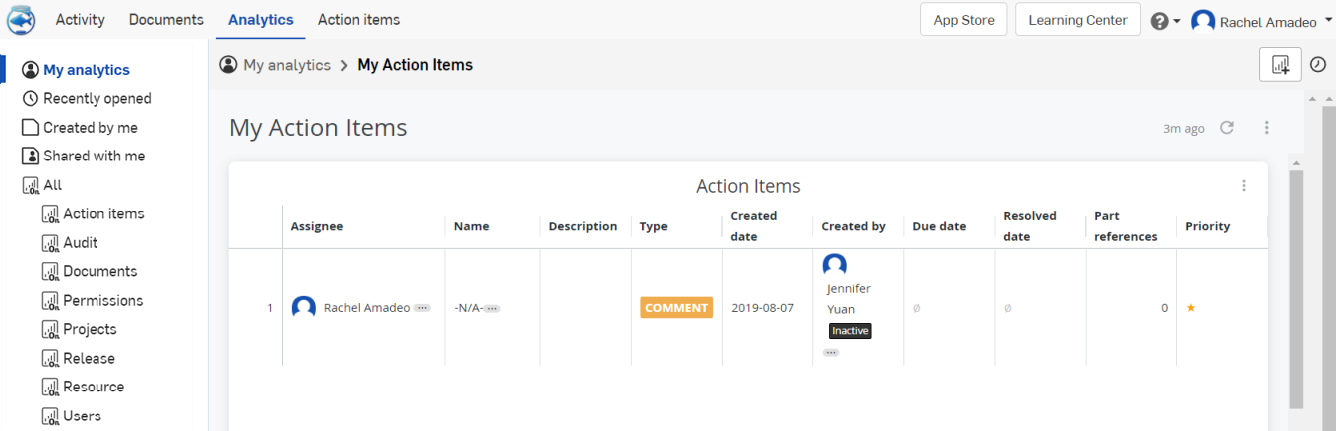 Activity Documents Analytics Action items App Store Learning Center ? Rachel Amadeo
My analytics
Recently opened
Created by me
Shared with me
All
Action items
Audit
Documents
Permissions
Projects
Release
Resource
Users
My analytics > My Action Items
My Action Items 3m ago
Action Items
Assignee Name Description Type Created date Created by Due date Resolved date Part references Priority
1 Rachel Amadeo -N/A- COMMENT 2019-08-07 Jennifer Yuan Inactive Ø Ø 0